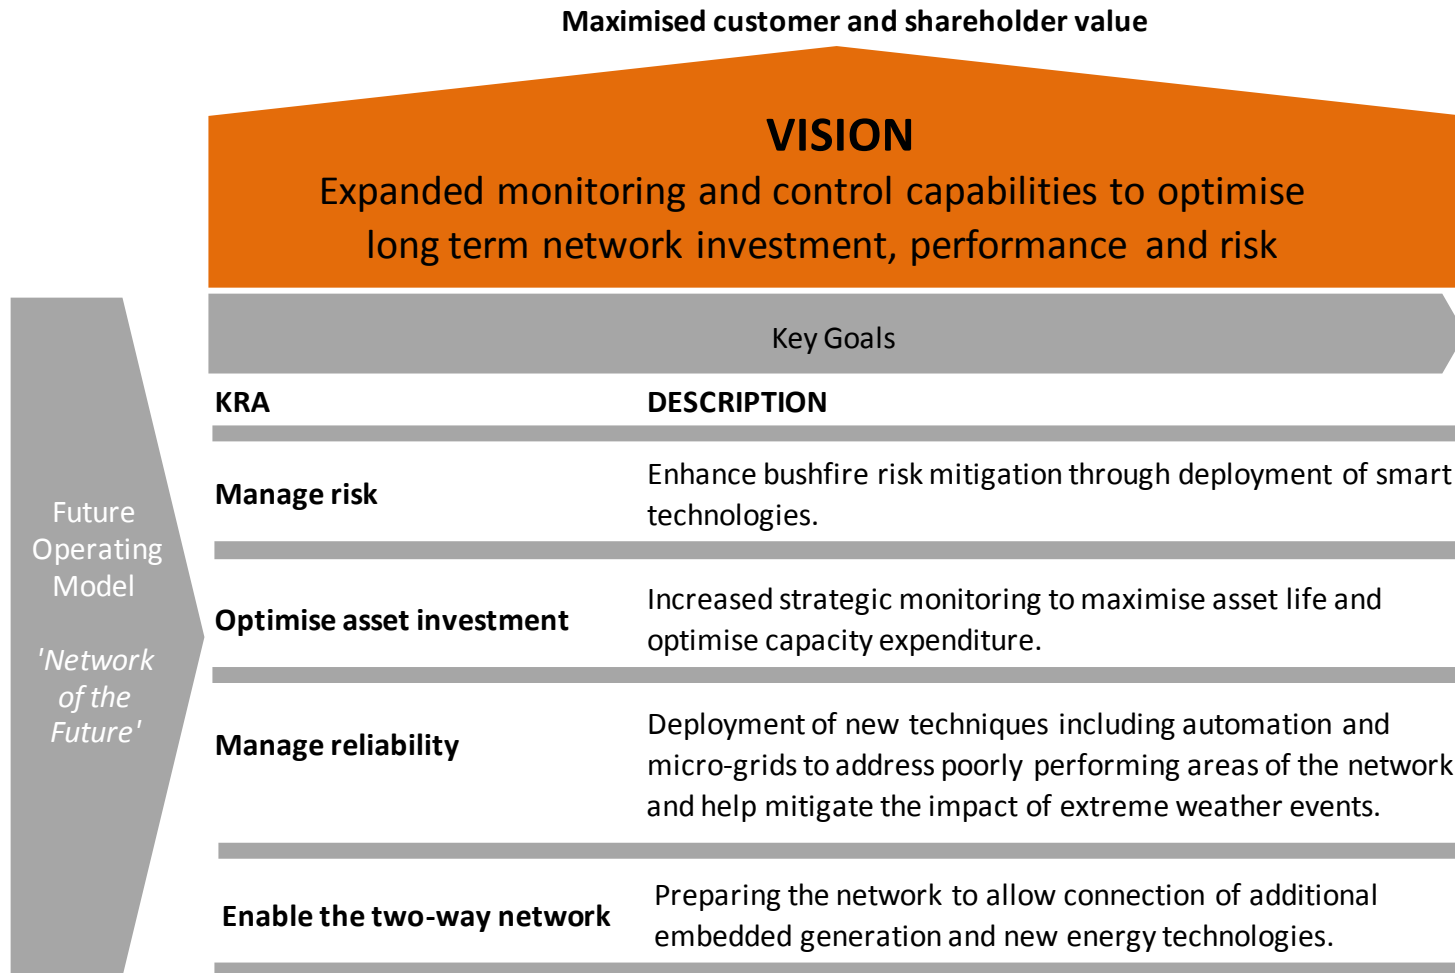 Maximised customer and shareholder value
VISION
Expanded monitoring and control capabilities to optimise
long term network investment, performance and risk
Key Goals
KRA DESCRIPTION
Future
Operating
Model
'Network
of the
Future'
Manage risk
Enhance bushfire risk mitigation through deployment of smart
technologies.
Optimise asset investment
Increased strategic monitoring to maximise asset life and
optimise capacity expenditure.
Manage reliability
Deployment of new techniques including automation and
micro-grids to address poorly performing areas of the network
and help mitigate the impact of extreme weather events.
Enable the two-way network
Preparing the network to allow connection of additional
embedded generation and new energy technologies.